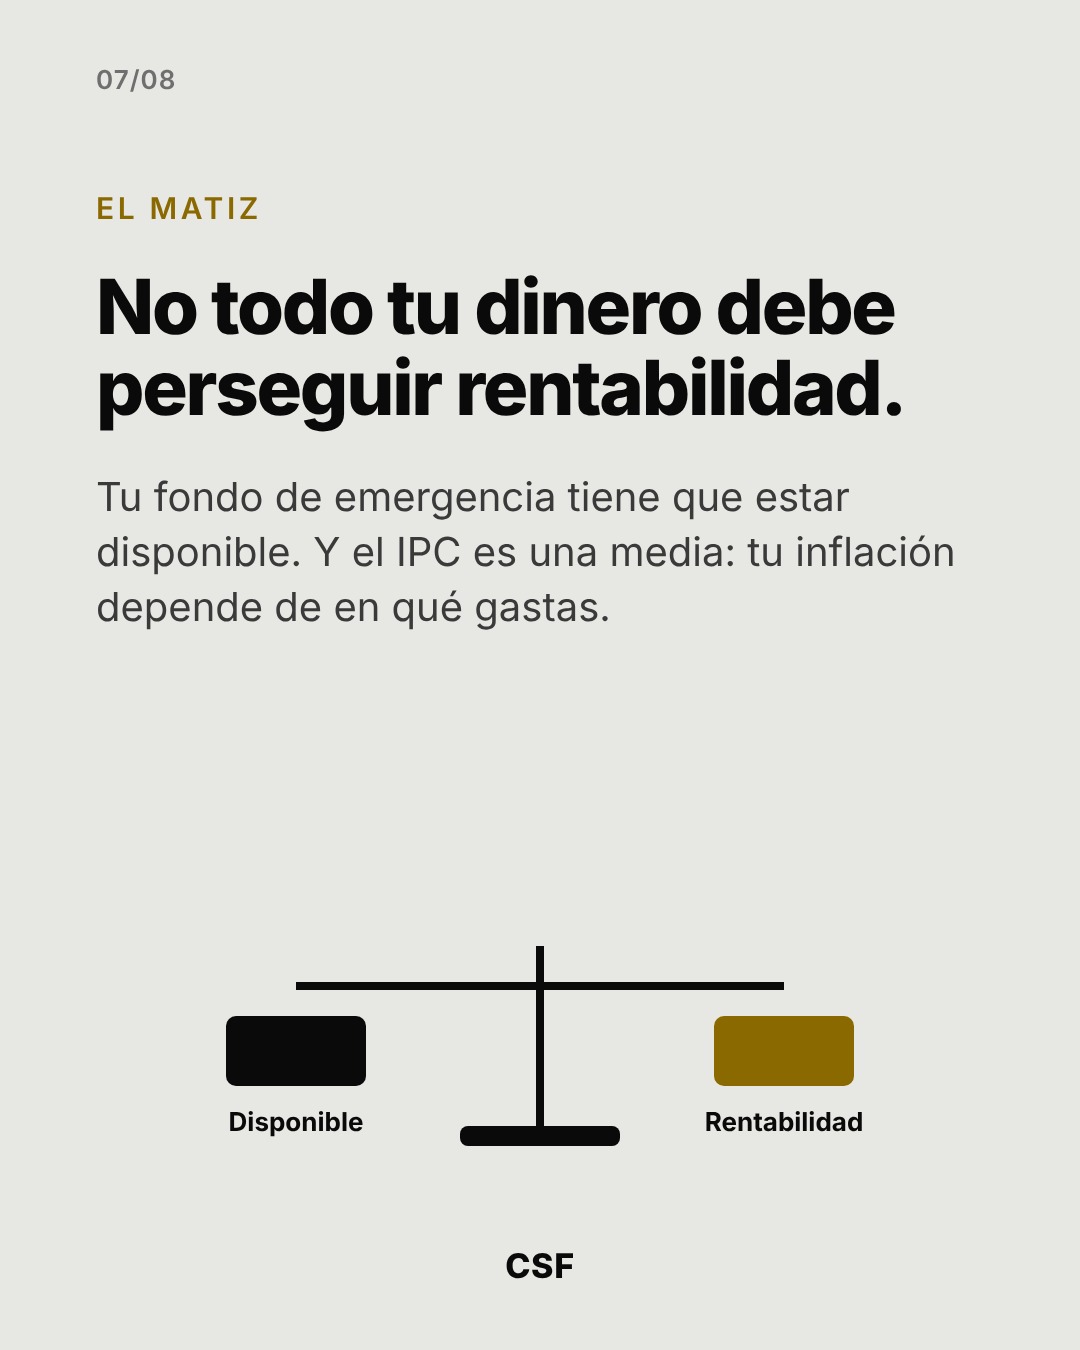 07/08
EL MATIZ
No todo tu dinero debe
perseguir rentabilidad.
Tu fondo de emergencia tiene que estar
disponible. Y el IPC es una media: tu inflación
depende de en qué gastas.
Disponible
Rentabilidad
CSF